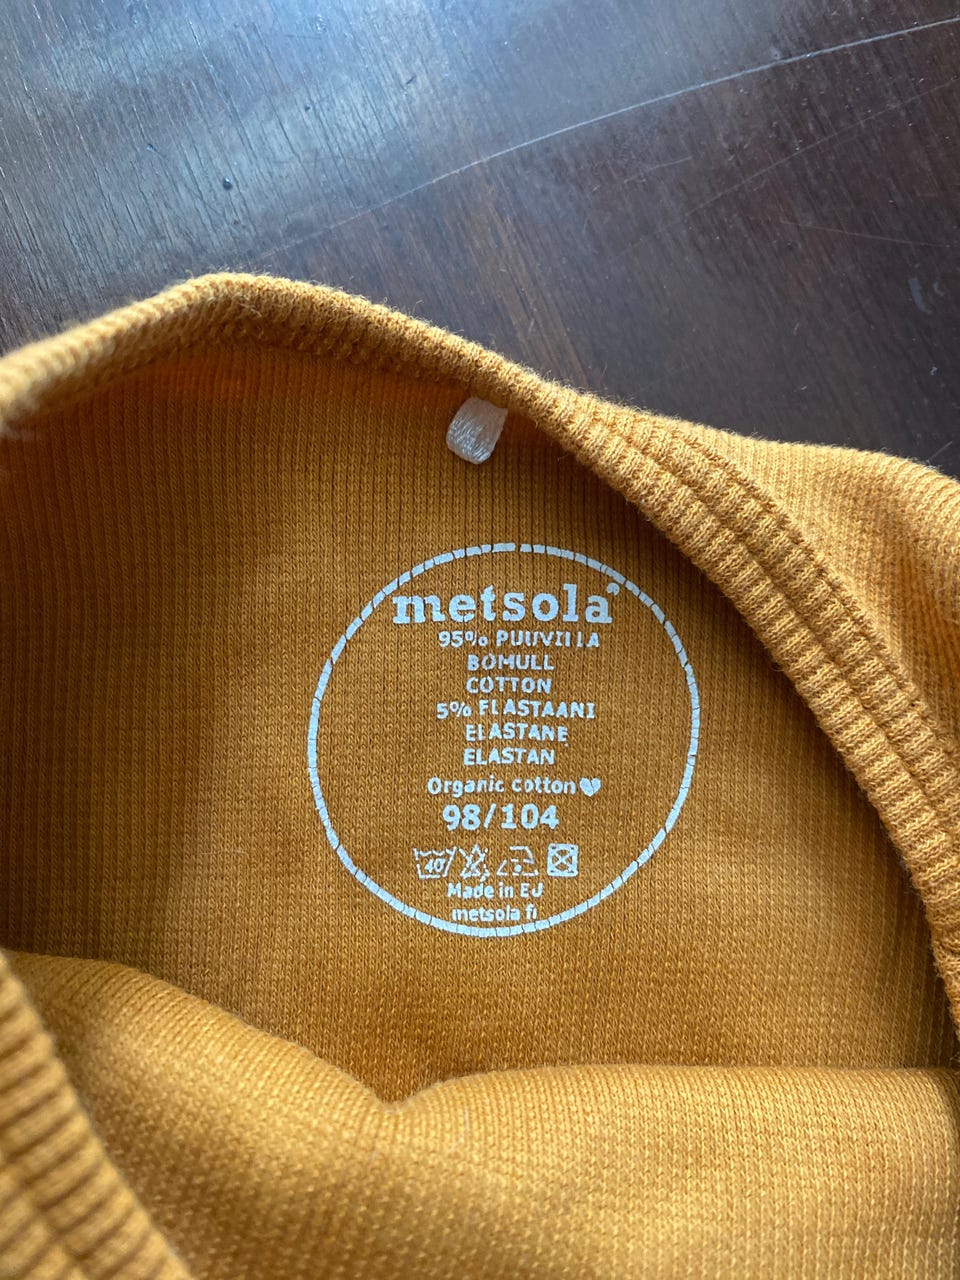 metsola
95% PUUVILLA
BOMULL
COTTON
5% ELASTAANI
ELASTANE
ELASTAN
Organic cotton
98/104
40
Made in EU
metsola.fi